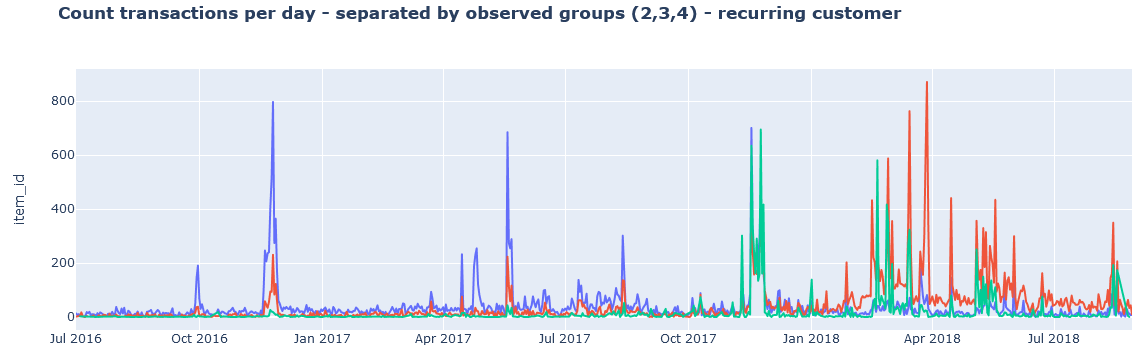 Count transactions per day - separated by observed groups (2,3,4) - recurring customer
800
600
400
200
0
item_id
Jul 2016 Oct 2016 Jan 2017 Apr 2017 Jul 2017 Oct 2017 Jan 2018 Apr 2018 Jul 2018